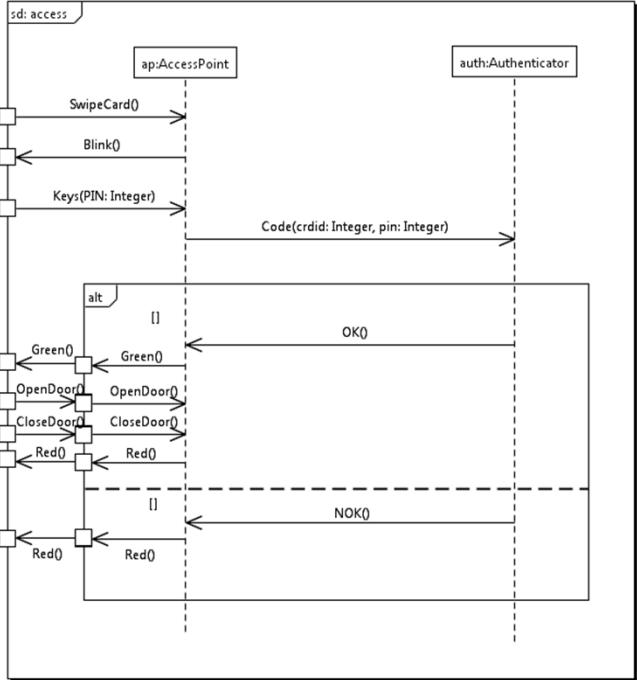 sd: access
ap:AccessPoint
auth:Authenticator
SwipeCard()
Blink()
Keys(PIN: Integer)
Code(crdid: Integer, pin: Integer)
alt
[]
OK()
Green()
Green()
OpenDoor()
OpenDoor()
CloseDoor()
CloseDoor()
Red()
Red()
[]
NOK()
Red()
Red()